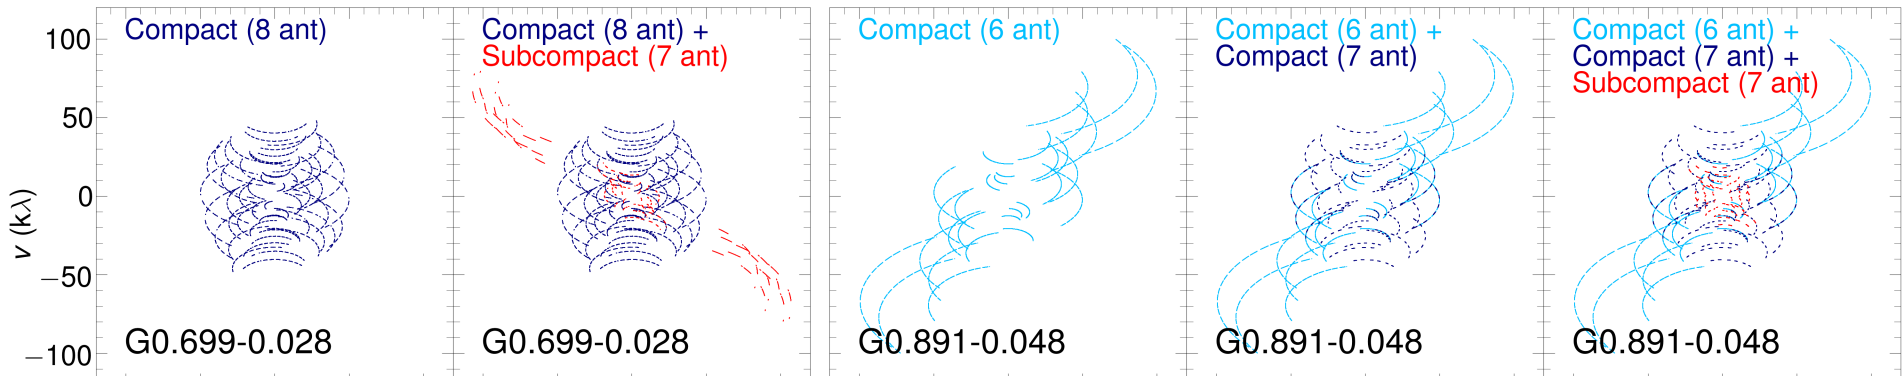 Compact (8 ant)
Compact (8 ant) +
Subcompact (7 ant)
Compact (6 ant)
Compact (6 ant) +
Compact (7 ant)
Compact (6 ant) +
Compact (7 ant) +
Subcompact (7 ant)
100
50
0
−50
−100
v (kλ)
G0.699-0.028
G0.699-0.028
G0.891-0.048
G0.891-0.048
G0.891-0.048